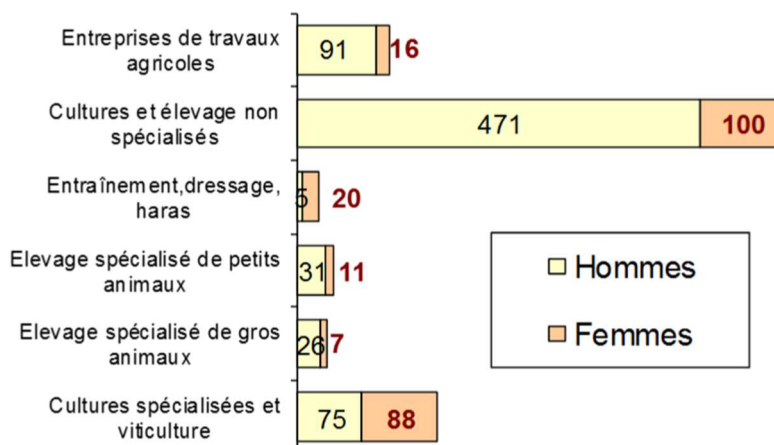 Entreprises de travaux
agricoles
91 16
Cultures et élevage non
spécialisés
471 100
Entraînement,dressage,
haras
5 20
Elevage spécialisé de petits
animaux
31 11
Elevage spécialisé de gros
animaux
26 7
Cultures spécialisées et
viticulture
75 88
Hommes
Femmes